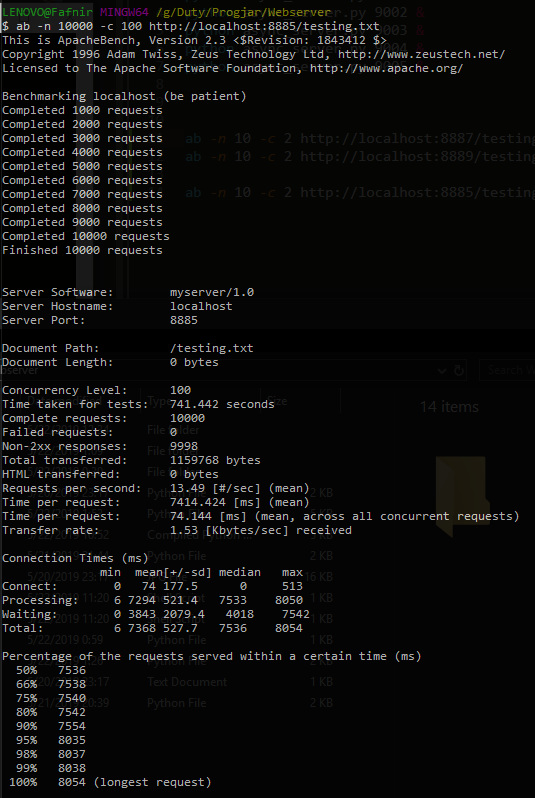 LENOVO@Fafnir MINGW64 /g/Duty/Progjar/Webserver
$ ab -n 10000 -c 100 http://localhost:8885/testing.txt
This is ApacheBench, Version 2.3 <$Revision: 1843412 $>
Copyright 1996 Adam Twiss, Zeus Technology Ltd, http://www.zeustech.net/
Licensed to The Apache Software Foundation, http://www.apache.org/

Benchmarking localhost (be patient)
Completed 1000 requests
Completed 2000 requests
Completed 3000 requests
Completed 4000 requests
Completed 5000 requests
Completed 6000 requests
Completed 7000 requests
Completed 8000 requests
Completed 9000 requests
Completed 10000 requests
Finished 10000 requests

Server Software:        myserver/1.0
Server Hostname:        localhost
Server Port:            8885

Document Path:          /testing.txt
Document Length:        0 bytes

Concurrency Level:      100
Time taken for tests:   741.442 seconds
Complete requests:      10000
Failed requests:        0
Non-2xx responses:      9998
Total transferred:      1159768 bytes
HTML transferred:       0 bytes
Requests per second:    13.49 [#/sec] (mean)
Time per request:       7414.424 [ms] (mean)
Time per request:       74.144 [ms] (mean, across all concurrent requests)
Transfer rate:          1.53 [Kbytes/sec] received

Connection Times (ms)
              min  mean[+/-sd] median   max
Connect:        0   74 177.5      0     513
Processing:     6 7294 521.4   7533    8050
Waiting:        0 3843 2079.4   4018    7542
Total:          6 7368 527.7   7536    8054

Percentage of the requests served within a certain time (ms)
  50%   7536
  66%   7538
  75%   7540
  80%   7542
  90%   7554
  95%   8035
  98%   8037
  99%   8038
 100%   8054 (longest request)
ab -n 10 -c 2 http://localhost:8887/testing
ab -n 10 -c 2 http://localhost:8889/testing
ab -n 10 -c 2 http://localhost:8885/testing
14 items